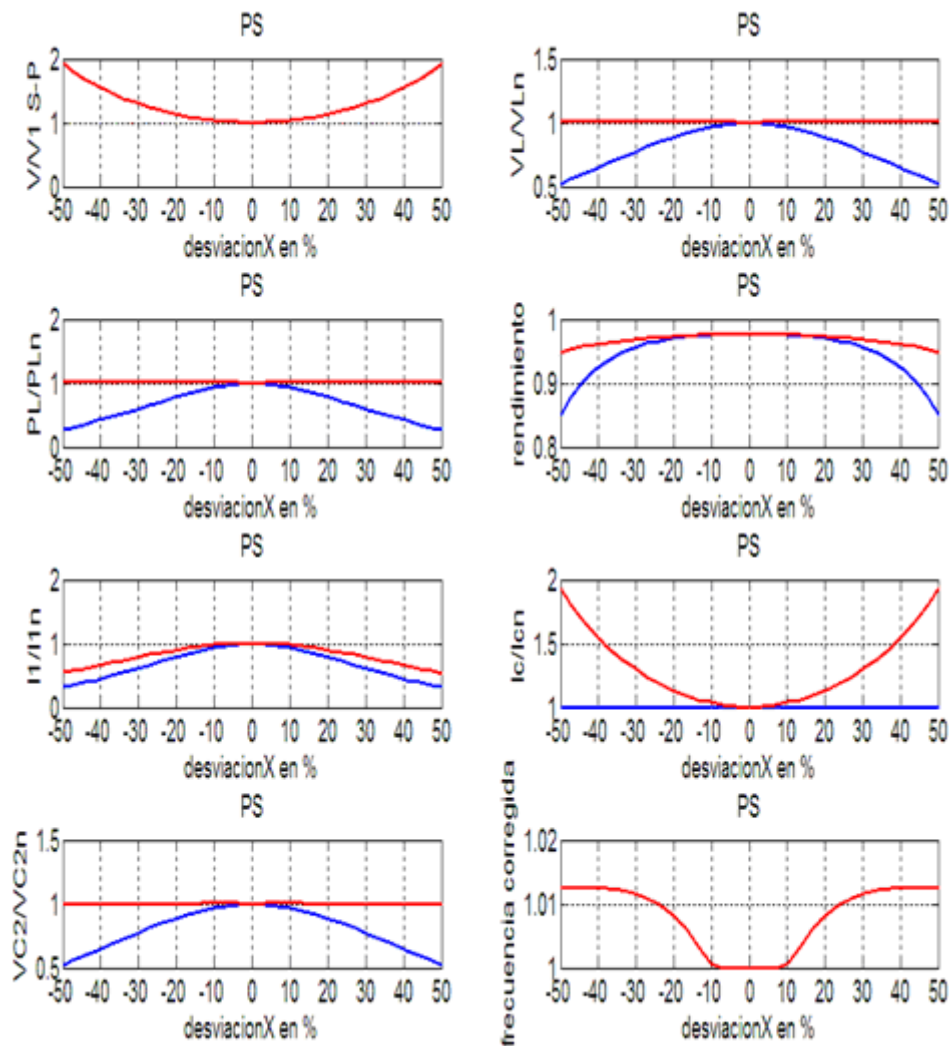 PS
V/V1 S-P
2
1
0
-50 -40 -30 -20 -10 0 10 20 30 40 50
desviacionX en %
PS
VL/VLn
1.5
1
0.5
-50 -40 -30 -20 -10 0 10 20 30 40 50
desviacionX en %
PS
PL/PLn
2
1
0
-50 -40 -30 -20 -10 0 10 20 30 40 50
desviacionX en %
PS
rendimiento
1
0.9
0.8
-50 -40 -30 -20 -10 0 10 20 30 40 50
desviacionX en %
PS
I1/I1n
2
1
0
-50 -40 -30 -20 -10 0 10 20 30 40 50
desviacionX en %
PS
Ic/Icn
2
1.5
1
-50 -40 -30 -20 -10 0 10 20 30 40 50
desviacionX en %
PS
VC2/VC2n
1.5
1
0.5
-50 -40 -30 -20 -10 0 10 20 30 40 50
desviacionX en %
PS
frecuencia corregida
1.02
1.01
1
-50 -40 -30 -20 -10 0 10 20 30 40 50
desviacionX en %